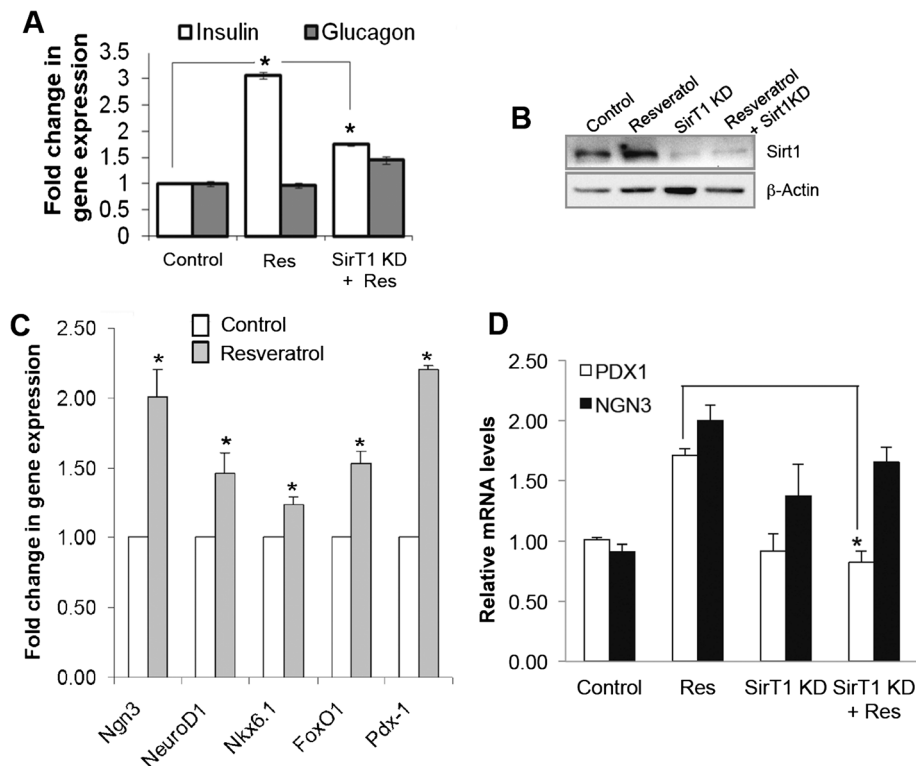 A
Insulin Glucagon
Fold change in
gene expression
3.5
3
2.5
2
1.5
1
0.5
0
*
*
Control
Res
SirT1 KD
+ Res
B
Control
Resveratol
SirT1 KD
Resveratrol
+ Sirt1KD
Sirt1
β-Actin
C
Control
Resveratrol
Fold change in gene expression
2.50
2.00
1.50
1.00
0.50
0.00
*
*
*
*
*
Ngn3
NeuroD1
Nkx6.1
FoxO1
Pdx-1
D
PDX1
NGN3
Relative mRNA levels
2.50
2.00
1.50
1.00
0.50
0.00
*
Control
Res
SirT1 KD
SirT1 KD
+ Res